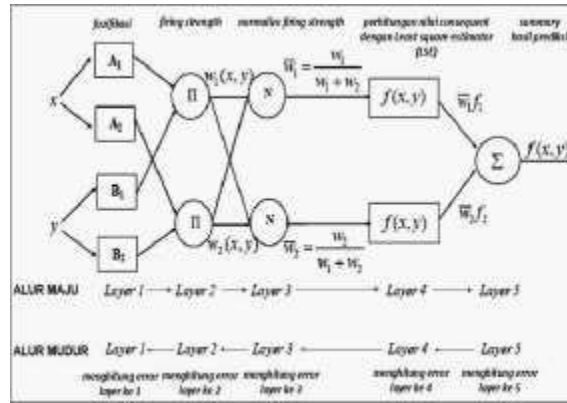 fuzifikasi
firing strength
normalize firing strength
perhitungan nilai consequent
dengan Least square estimator
(LSE)
summary
hasil prediksi
A₁
A₂
B₁
B₂
x
y
Π
Π
w₁(x, y)
w₂(x, y)
N
N
w̅₁ = w₁ / (w₁ + w₂)
w̅₂ = w₂ / (w₁ + w₂)
f(x, y)
f(x, y)
w̅₁f₁
w̅₂f₂
Σ
f(x, y)
ALUR MAJU Layer 1 Layer 2 Layer 3 Layer 4 Layer 5
ALUR MUDUR Layer 1 Layer 2 Layer 3 Layer 4 Layer 5
menghitung error menghitung error menghitung error menghitung error menghitung error
layer ke 1 layer ke 2 layer ke 3 layer ke 4 layer ke 5